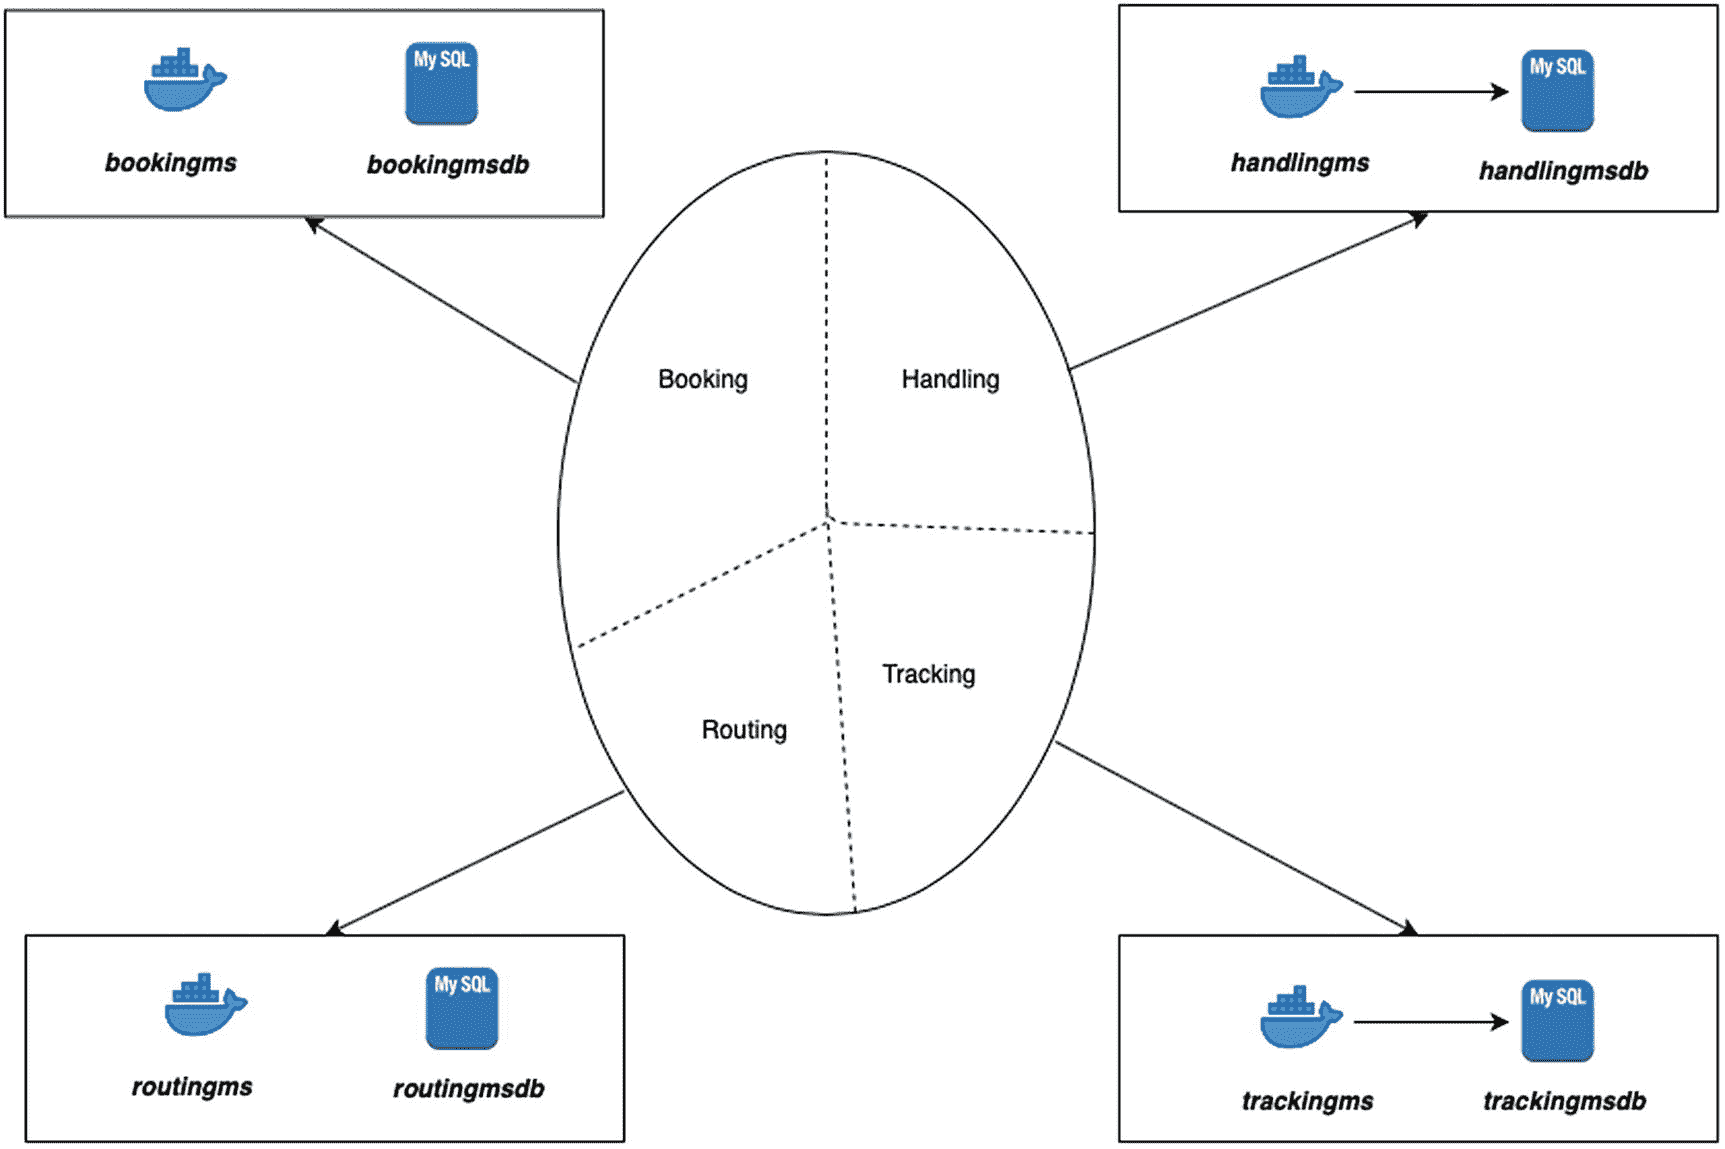 My SQL
bookingms
bookingmsdb
My SQL
handlingms
handlingmsdb
Booking
Handling
Tracking
Routing
My SQL
routingms
routingmsdb
My SQL
trackingms
trackingmsdb